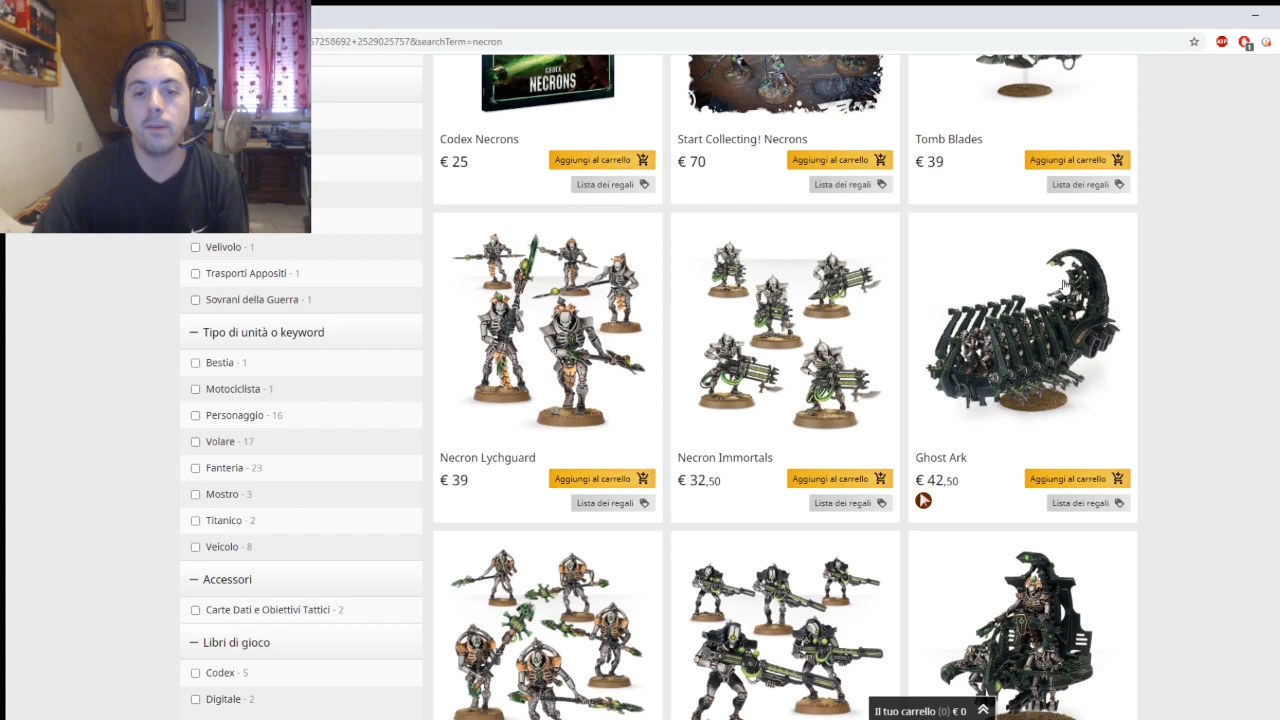 57258692+2529025757&searchTerm=necron
ABP
1
NECRONS
Codex Necrons
€ 25
Aggiungi al carrello
Lista dei regali
Start Collecting! Necrons
€ 70
Aggiungi al carrello
Lista dei regali
Tomb Blades
€ 39
Aggiungi al carrello
Lista dei regali
Velivolo - 1
Trasporti Appositi - 1
Sovrani della Guerra - 1
Tipo di unità o keyword
Bestia - 1
Motociclista - 1
Personaggio - 16
Volare - 17
Fanteria - 23
Mostro - 3
Titanico - 2
Veicolo - 8
Accessori
Carte Dati e Obiettivi Tattici - 2
Libri di gioco
Codex - 5
Digitale - 2
Necron Lychguard
€ 39
Aggiungi al carrello
Lista dei regali
Necron Immortals
€ 32,50
Aggiungi al carrello
Lista dei regali
Ghost Ark
€ 42,50
Aggiungi al carrello
Lista dei regali
Il tuo carrello (0) € 0